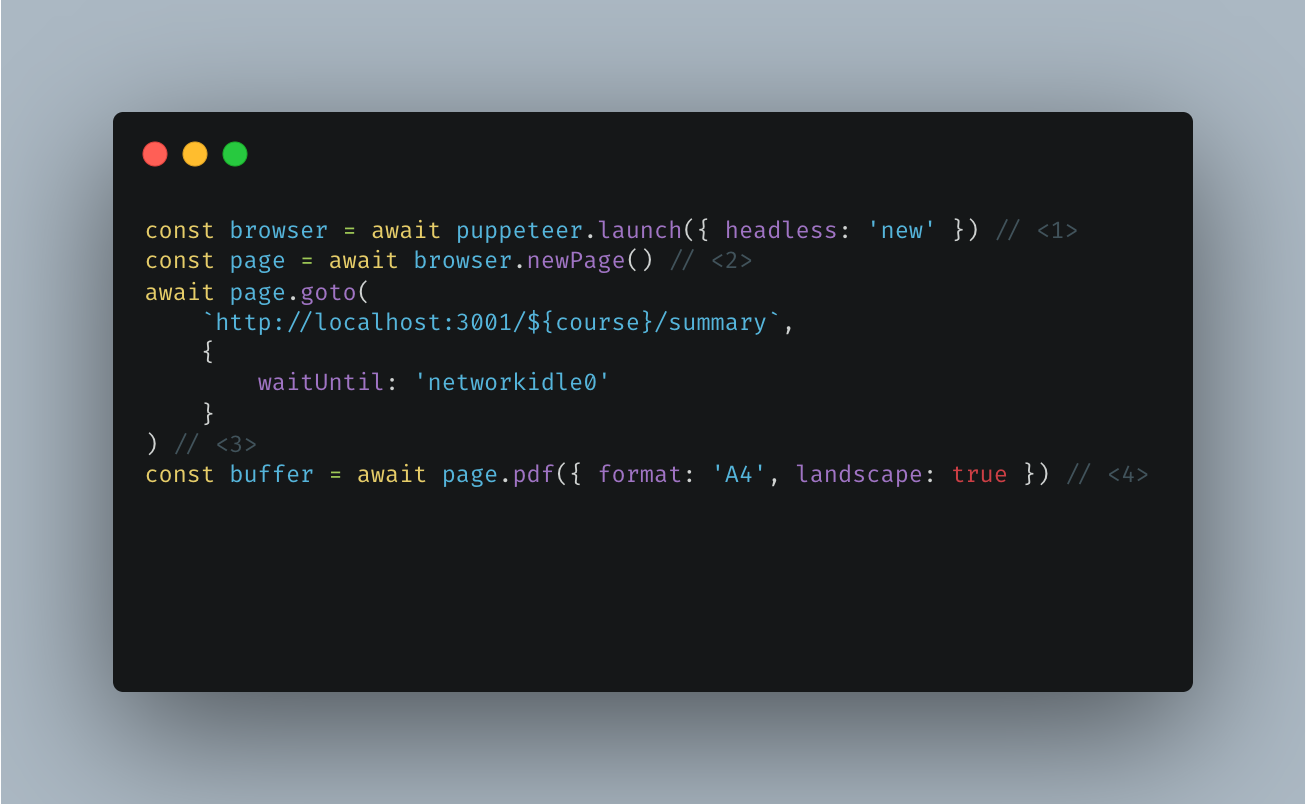 const browser = await puppeteer.launch({ headless: 'new' }) // <1>
const page = await browser.newPage() // <2>
await page.goto(
    `http://localhost:3001/${course}/summary`,
    {
        waitUntil: 'networkidle0'
    }
) // <3>
const buffer = await page.pdf({ format: 'A4', landscape: true }) // <4>